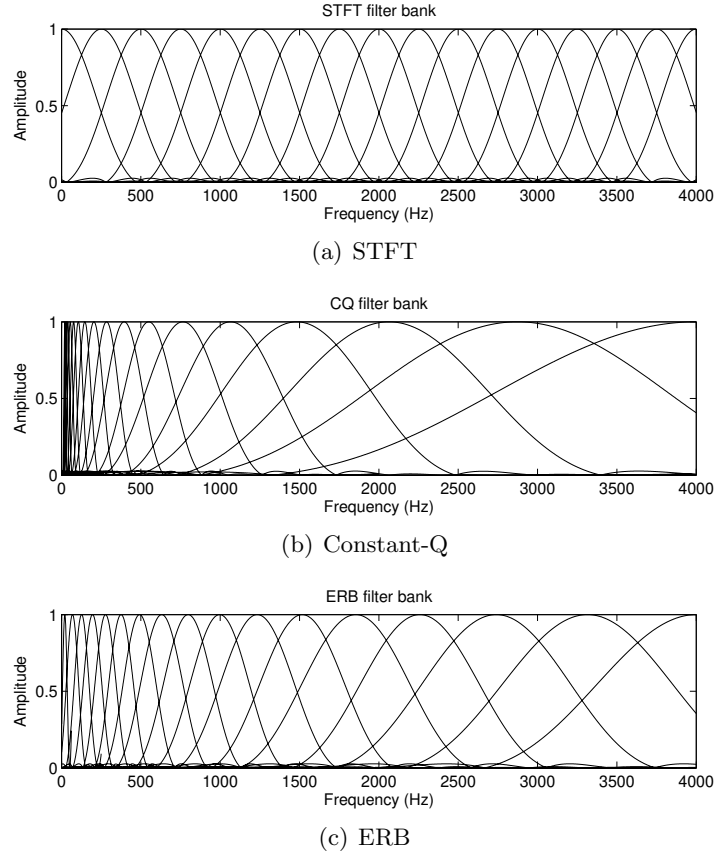 STFT filter bank
1
0.5
0
Amplitude
0 500 1000 1500 2000 2500 3000 3500 4000
Frequency (Hz)
(a) STFT
CQ filter bank
1
0.5
0
Amplitude
0 500 1000 1500 2000 2500 3000 3500 4000
Frequency (Hz)
(b) Constant-Q
ERB filter bank
1
0.5
0
Amplitude
0 500 1000 1500 2000 2500 3000 3500 4000
Frequency (Hz)
(c) ERB